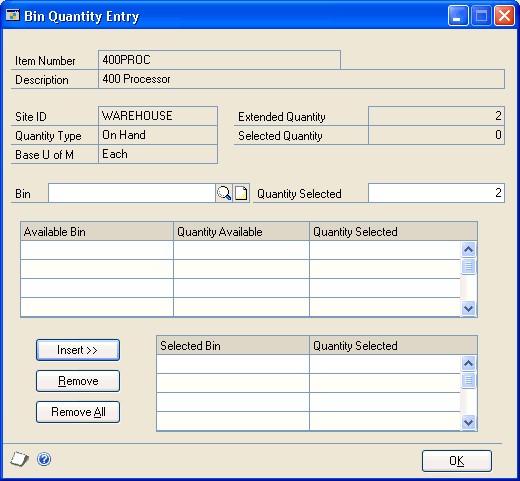 Bin Quantity Entry
Item Number 400PROC
Description 400 Processor
Site ID WAREHOUSE Extended Quantity 2
Quantity Type On Hand Selected Quantity 0
Base U of M Each
Bin Quantity Selected 2
Available Bin Quantity Available Quantity Selected
Insert >> Selected Bin Quantity Selected
Remove
Remove All
OK